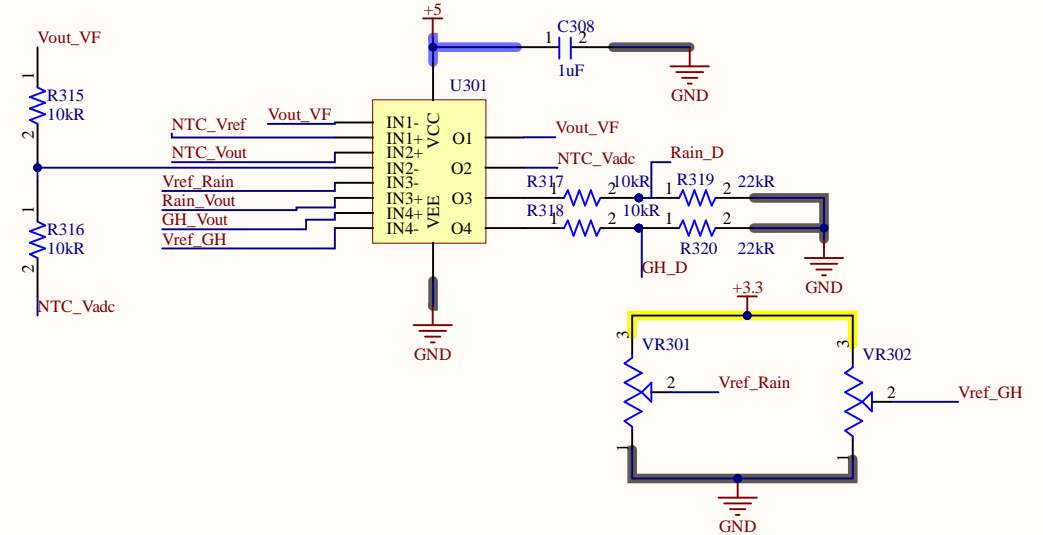 +5
Vout_VF
C308
1 2
1uF
GND
U301
1
R315
10kR
2
NTC_Vref
Vout_VF
NTC_Vout
IN1-
IN1+
IN2+
IN2-
IN3-
IN3+
IN4+
IN4-
VCC
VEE
O1
O2
O3
O4
Vout_VF
NTC_Vadc
Rain_D
Vref_Rain
Rain_Vout
GH_Vout
Vref_GH
R317
1 2
10kR
R319
1 2
22kR
R318
1 2
10kR
R320
1 2
22kR
GH_D
GND
1
R316
10kR
2
NTC_Vadc
GND
+3.3
3
VR301
2
Vref_Rain
1
3
VR302
2
Vref_GH
1
GND